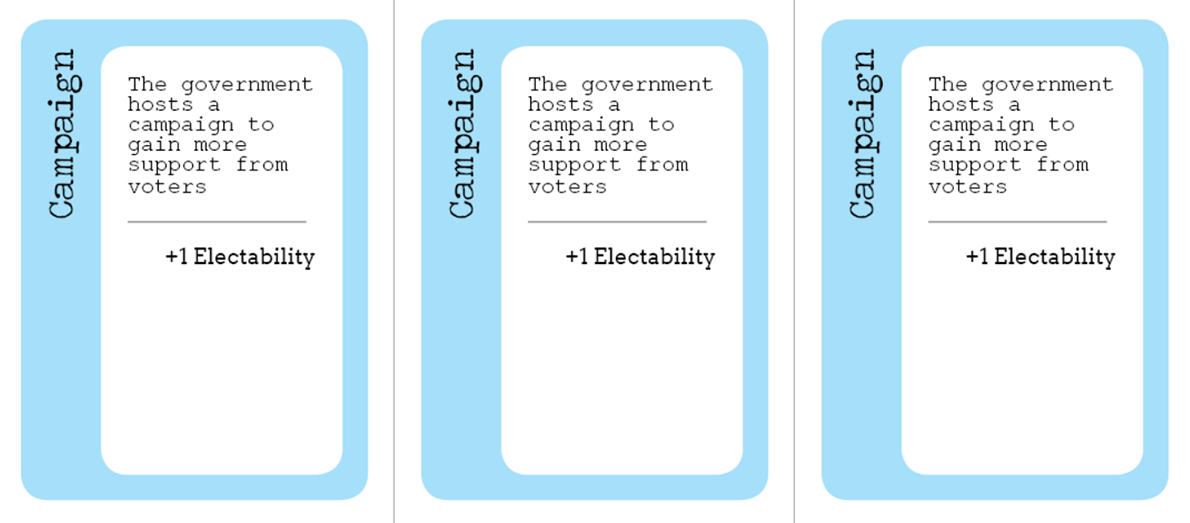 Campaign
The government
hosts a
campaign to
gain more
support from
voters
+1 Electability
Campaign
The government
hosts a
campaign to
gain more
support from
voters
+1 Electability
Campaign
The government
hosts a
campaign to
gain more
support from
voters
+1 Electability